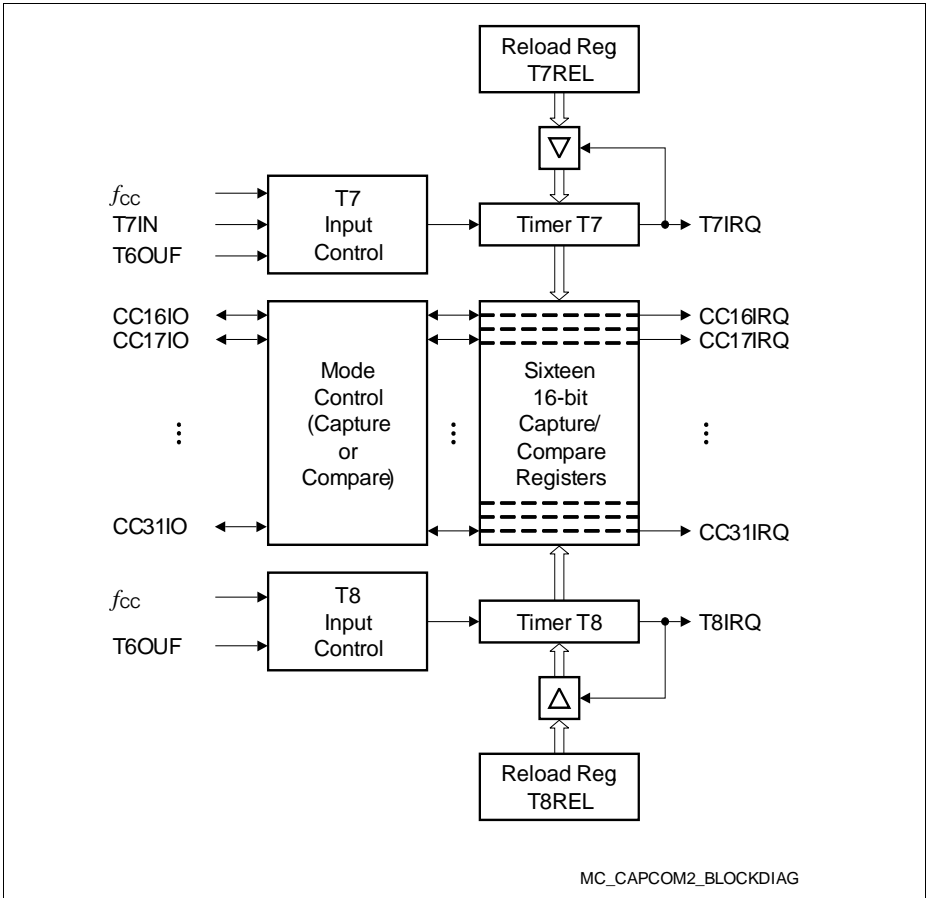 Reload Reg
T7REL
fCC
T7IN
T6OUF
T7
Input
Control
Timer T7
T7IRQ
CC16IO
CC17IO
CC31IO
Mode
Control
(Capture
or
Compare)
Sixteen
16-bit
Capture/
Compare
Registers
CC16IRQ
CC17IRQ
CC31IRQ
fCC
T6OUF
T8
Input
Control
Timer T8
T8IRQ
Reload Reg
T8REL
MC_CAPCOM2_BLOCKDIAG